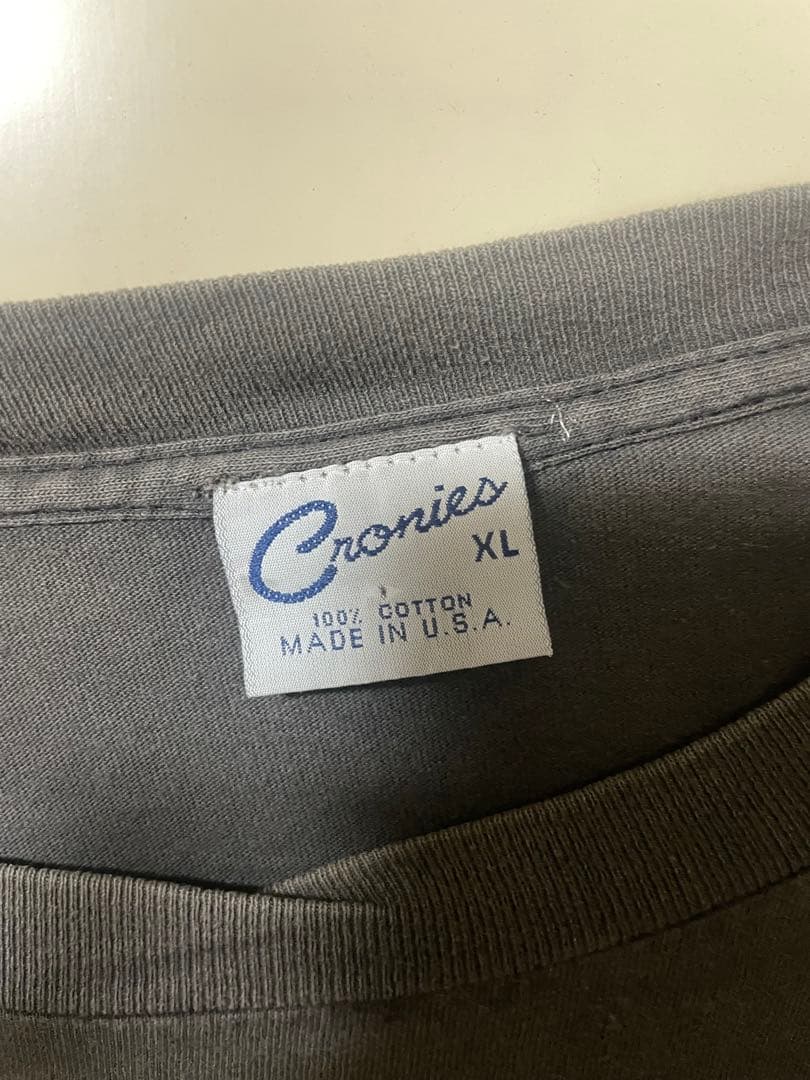 Cronies
XL
100% COTTON
MADE IN U.S.A.